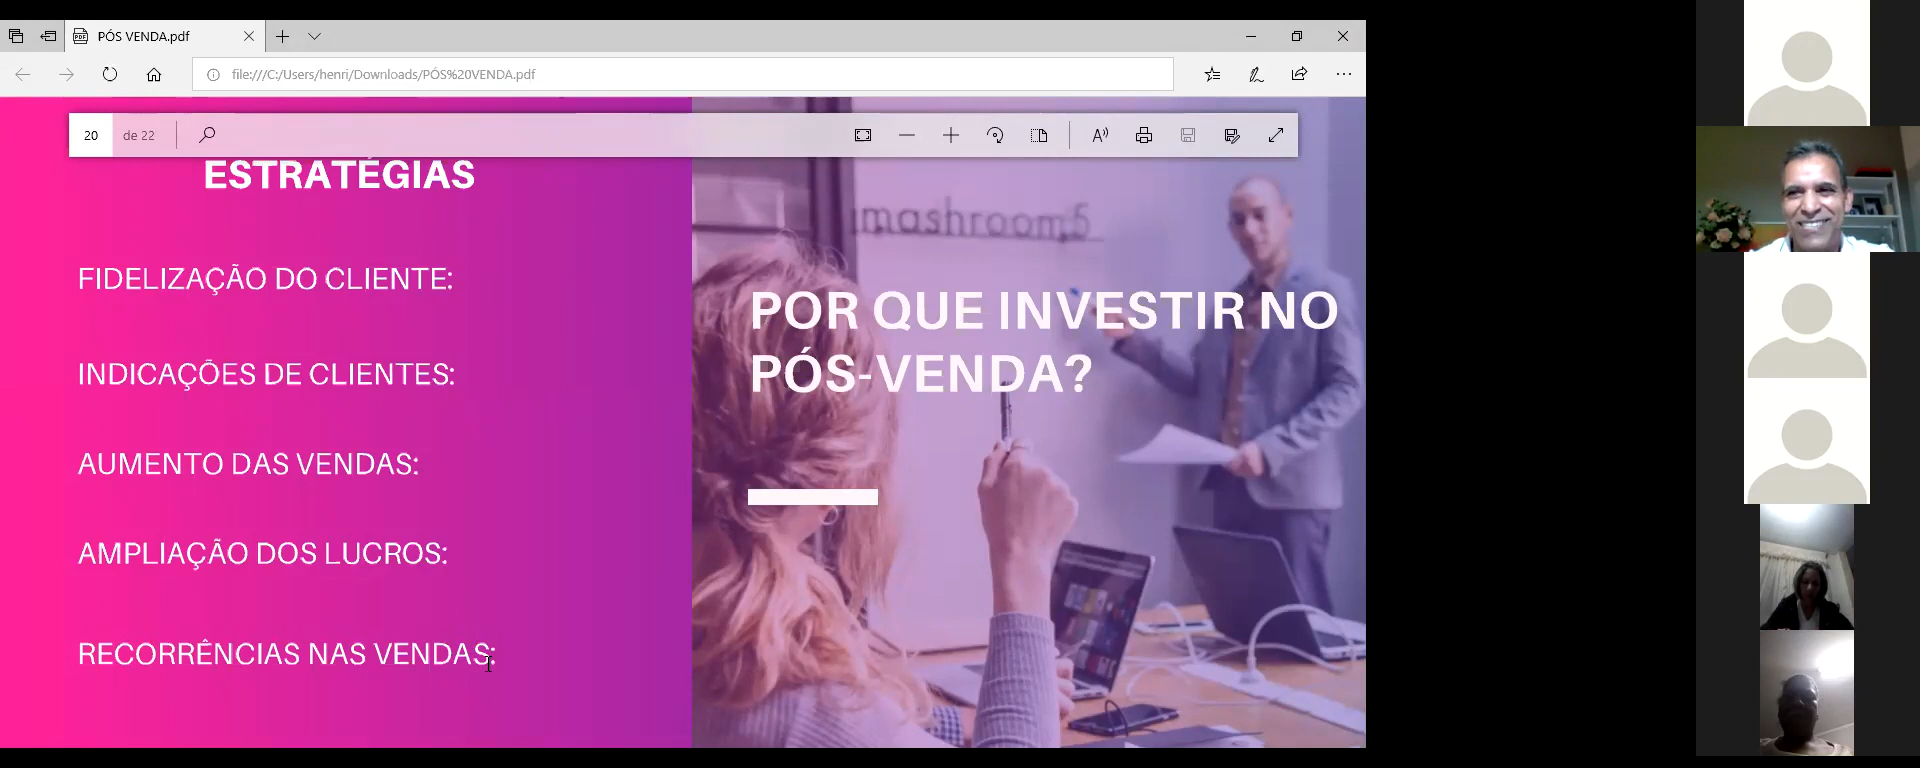 PÓS VENDA.pdf
file:///C:/Users/henri/Downloads/PÓS%20VENDA.pdf
20 de 22
ESTRATÉGIAS
FIDELIZAÇÃO DO CLIENTE:
INDICAÇÕES DE CLIENTES:
AUMENTO DAS VENDAS:
AMPLIAÇÃO DOS LUCROS:
RECORRÊNCIAS NAS VENDAS:
mashroom5
POR QUE INVESTIR NO
PÓS-VENDA?